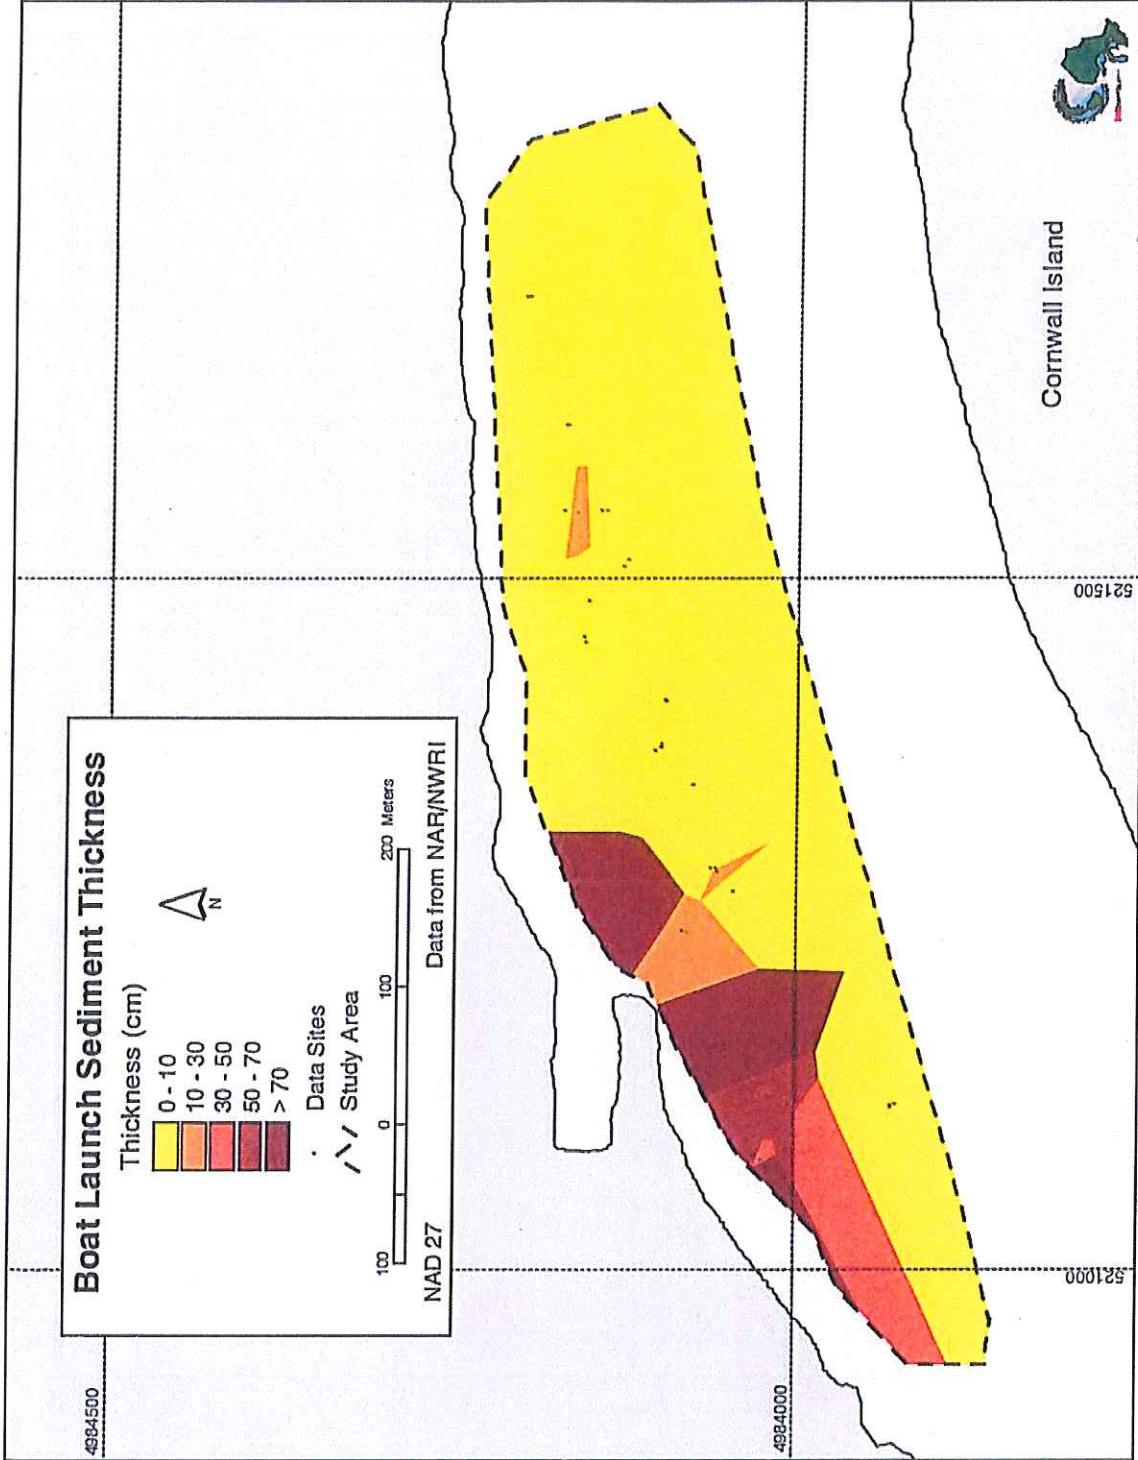 Boat Launch Sediment Thickness
Thickness (cm)
0 - 10
10 - 30
30 - 50
50 - 70
> 70
N
Data Sites
Study Area
100 0 100 200 Meters
NAD 27 Data from NAR/NWRI
4984500
4984000
521000
521500
Cornwall Island